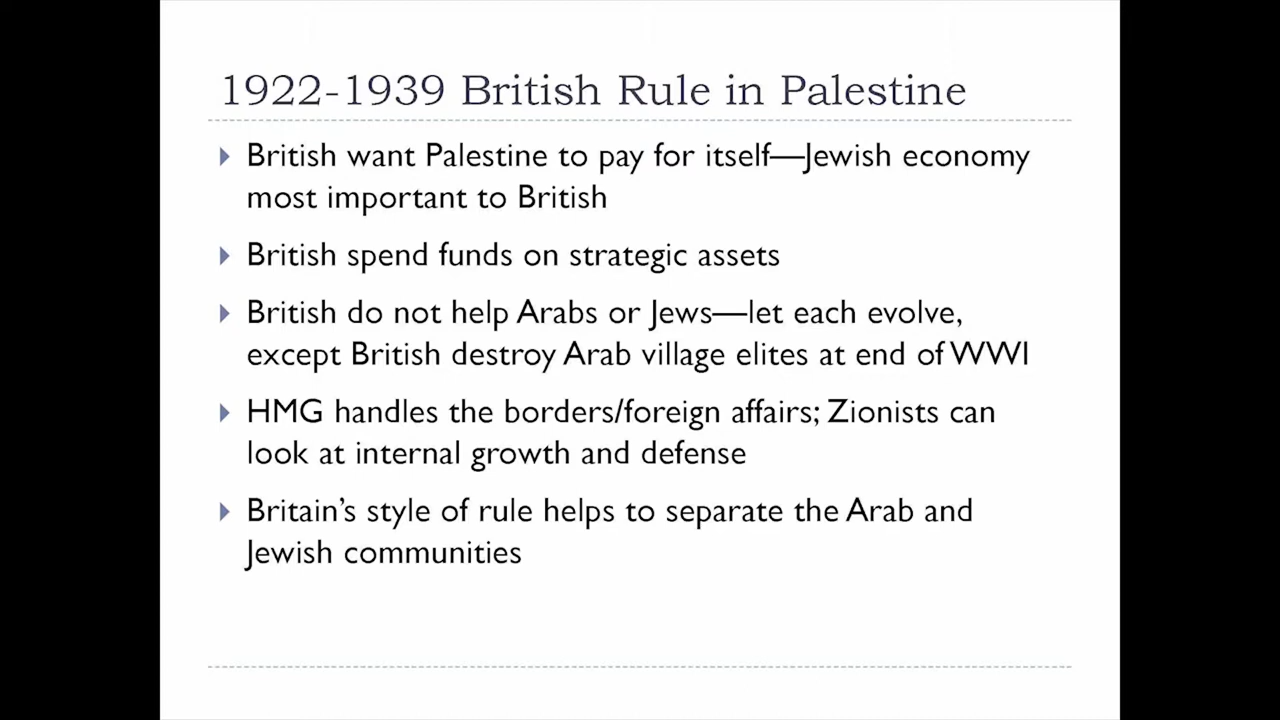 1922-1939 British Rule in Palestine
British want Palestine to pay for itself—Jewish economy
most important to British
British spend funds on strategic assets
British do not help Arabs or Jews—let each evolve,
except British destroy Arab village elites at end of WWI
HMG handles the borders/foreign affairs; Zionists can
look at internal growth and defense
Britain’s style of rule helps to separate the Arab and
Jewish communities